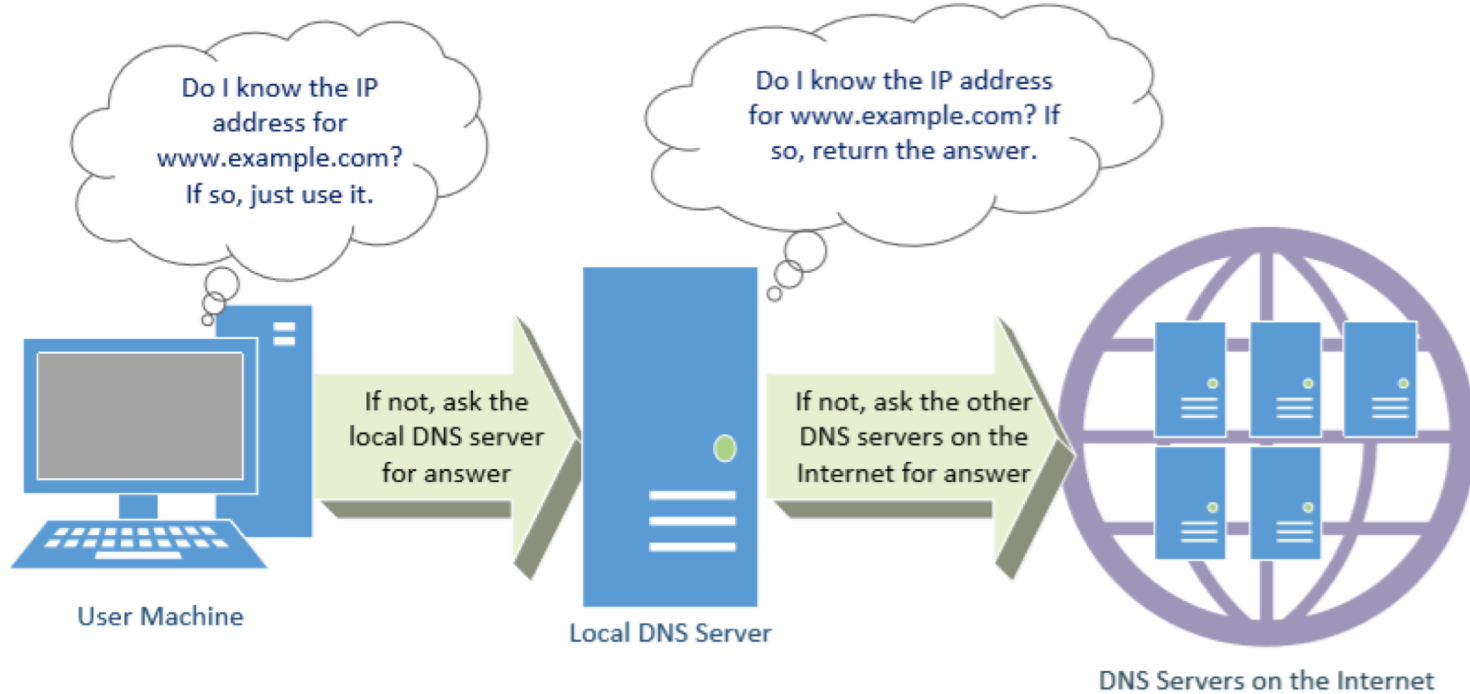 Do I know the IP
address for
www.example.com?
If so, just use it.
Do I know the IP address
for www.example.com? If
so, return the answer.
If not, ask the
local DNS server
for answer
If not, ask the other
DNS servers on the
Internet for answer
User Machine
Local DNS Server
DNS Servers on the Internet